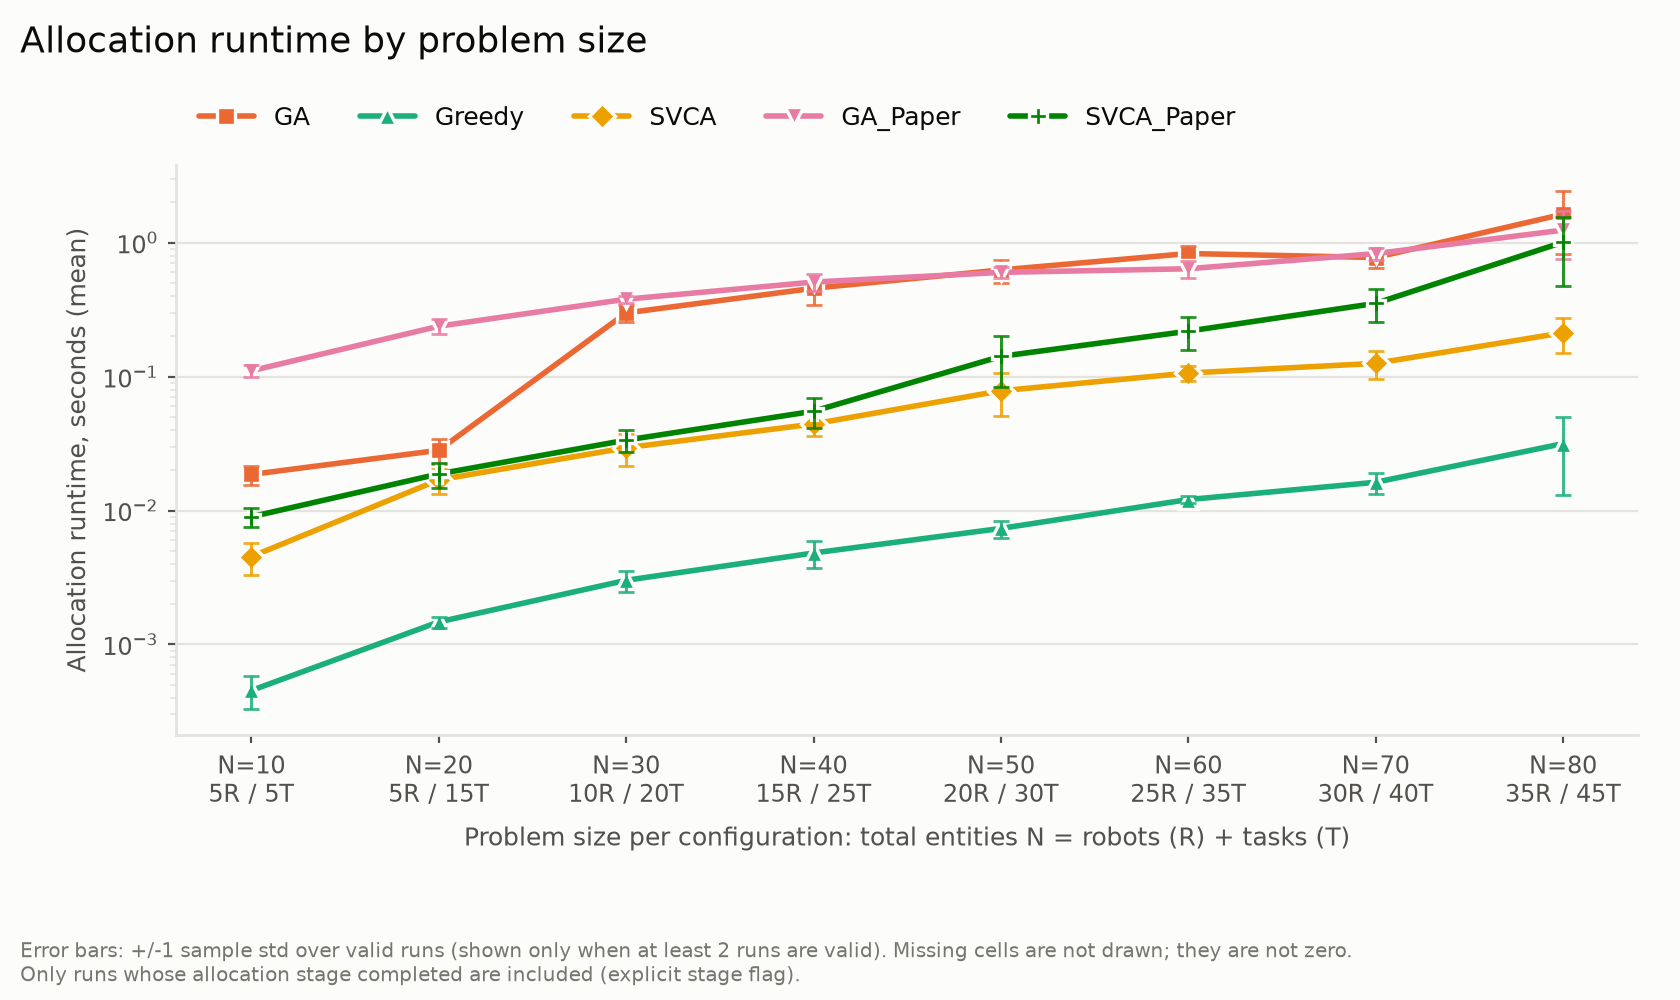 Allocation runtime by problem size
GA
Greedy
SVCA
GA_Paper
SVCA_Paper
Allocation runtime, seconds (mean)
10⁰
10⁻¹
10⁻²
10⁻³
N=10
5R / 5T
N=20
5R / 15T
N=30
10R / 20T
N=40
15R / 25T
N=50
20R / 30T
N=60
25R / 35T
N=70
30R / 40T
N=80
35R / 45T
Problem size per configuration: total entities N = robots (R) + tasks (T)
Error bars: +/-1 sample std over valid runs (shown only when at least 2 runs are valid). Missing cells are not drawn; they are not zero.
Only runs whose allocation stage completed are included (explicit stage flag).